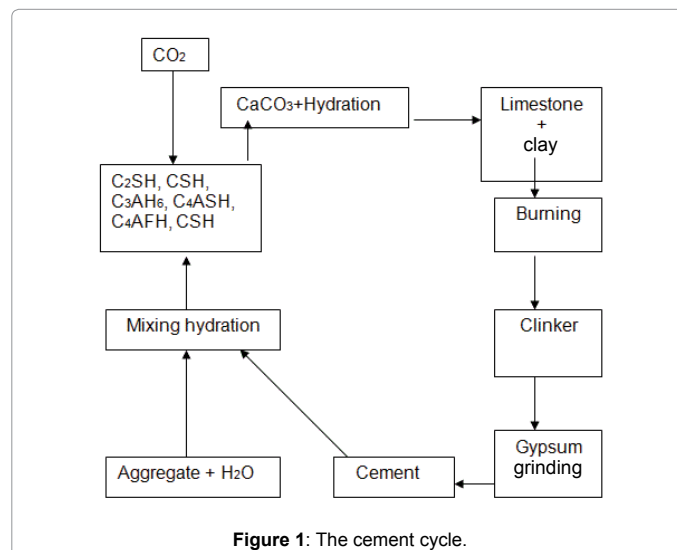 CO₂
CaCO₃+Hydration
Limestone
+
clay
C₂SH, CSH,
C₃AH₆, C₄ASH,
C₄AFH, CSH
Burning
Mixing hydration
Clinker
Aggregate + H₂O
Cement
Gypsum
grinding
Figure 1: The cement cycle.